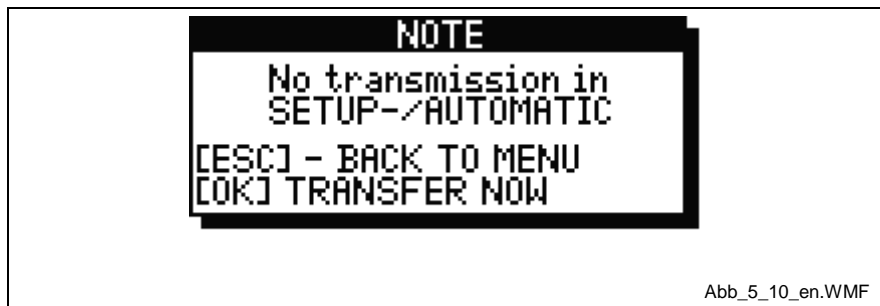 NOTE
No transmission in
SETUP-/AUTOMATIC
[ESC] - BACK TO MENU
[OK] TRANSFER NOW
Abb_5_10_en.WMF